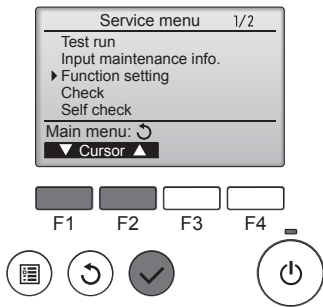 Service menu 1/2
Test run
Input maintenance info.
Function setting
Check
Self check
Main menu:
Cursor
F1 F2 F3 F4